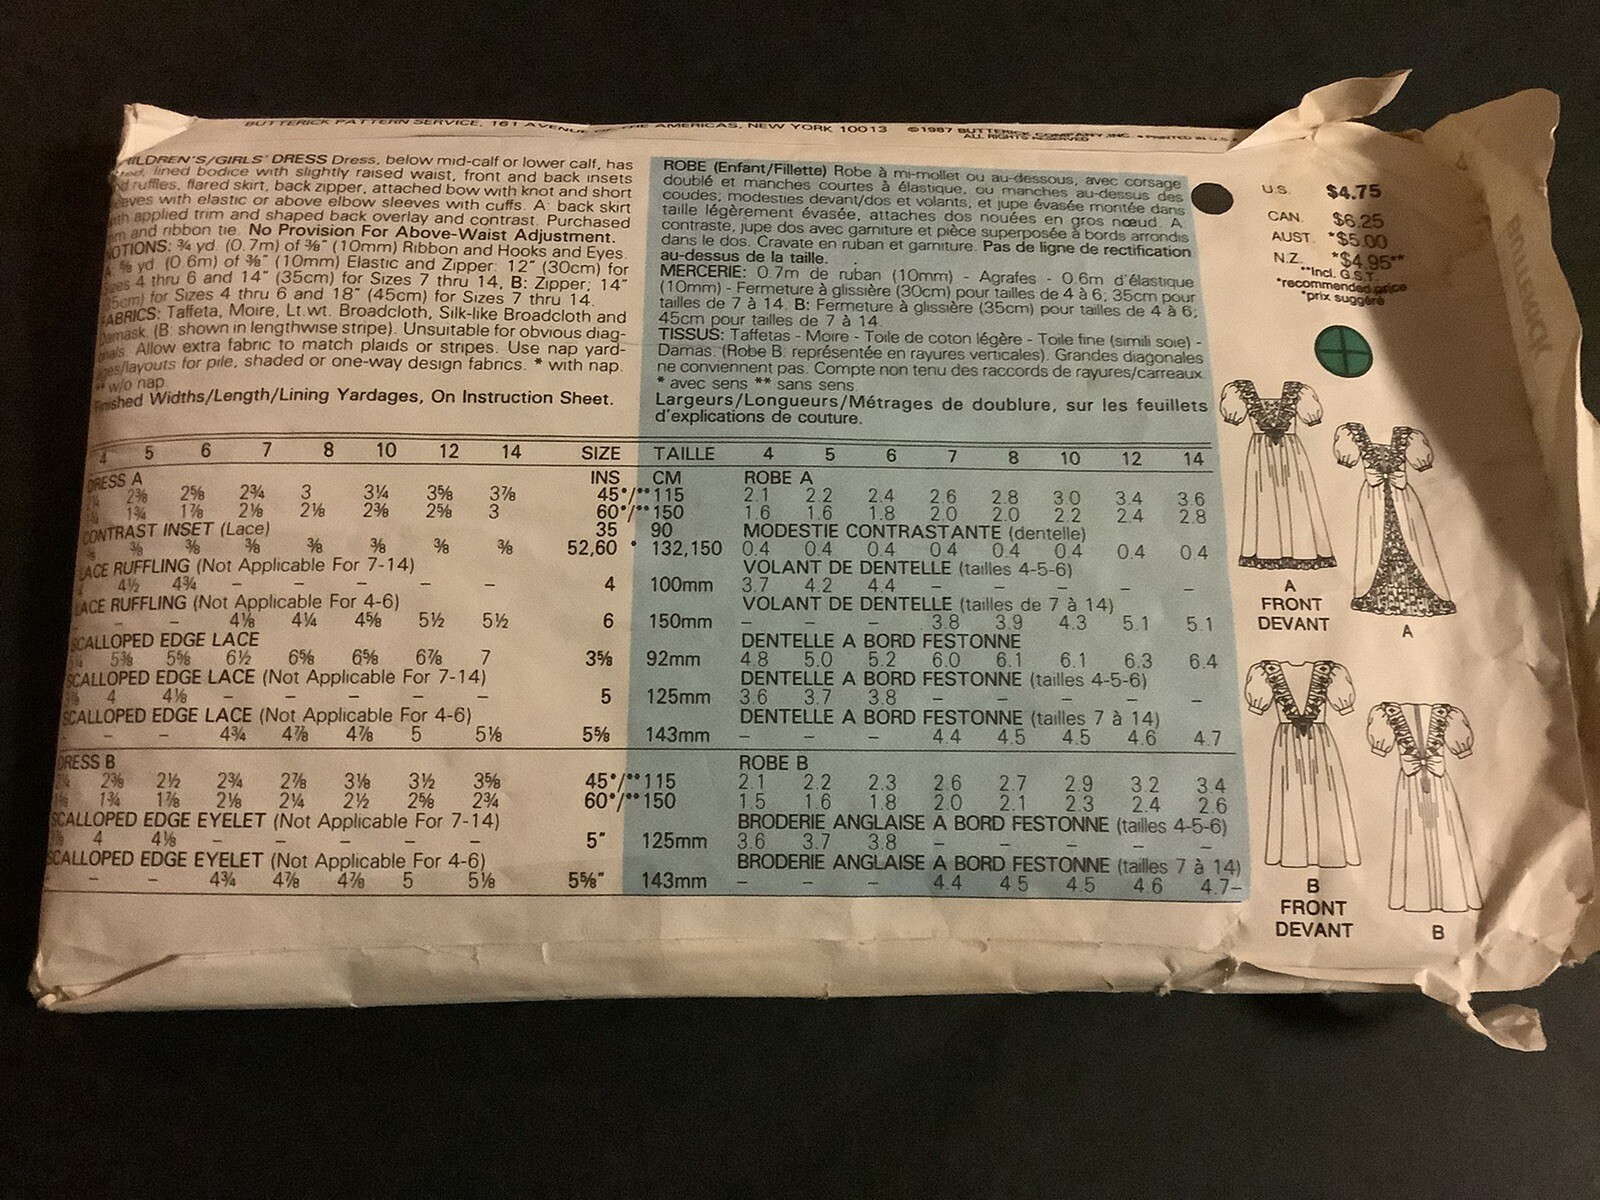 BUTTERICK PATTERN SERVICE, 161 AVENUE OF THE AMERICAS, NEW YORK 10013 ©1987 BUTTERICK COMPANY, INC. • PRINTED IN U.S.
ALL RIGHTS RESERVED
DRESS Dress, below mid-calf or lower calf, has
lined bodice with slightly raised waist, front and back insets
ruffles, flared skirt, back zipper, attached bow with knot and short
with elastic or above elbow sleeves with cuffs. A: back skirt
applied trim and shaped back overlay and contrast. Purchased
and ribbon tie. No Provision For Above-Waist Adjustment.
NOTIONS: ¾ yd. (0.7m) of ⅜" (10mm) Ribbon and Hooks and Eyes.
⅝ yd. (0.6m) of ⅜" (10mm) Elastic and Zipper: 12" (30cm) for
Sizes 4 thru 6 and 14" (35cm) for Sizes 7 thru 14, B: Zipper; 14"
(35cm) for Sizes 4 thru 6 and 18" (45cm) for Sizes 7 thru 14.
FABRICS: Taffeta, Moire, Lt.wt. Broadcloth, Silk-like Broadcloth and
Damask. (B: shown in lengthwise stripe). Unsuitable for obvious diag-
onals. Allow extra fabric to match plaids or stripes. Use nap yard-
ages/layouts for pile, shaded or one-way design fabrics. * with nap.
** w/o nap.
Finished Widths/Length/Lining Yardages, On Instruction Sheet.
ROBE (Enfant/Fillette) Robe à mi-mollet ou au-dessous, avec corsage
doublé et manches courtes à élastique, ou manches au-dessus des
coudes; modesties devant/dos et volants, et jupe évasée montée dans
taille légèrement évasée, attaches dos nouées en gros nœud. A:
contraste, jupe dos avec garniture et pièce superposée à bords arrondis
dans le dos. Cravate en ruban et garniture. Pas de ligne de rectification
au-dessus de la taille.
MERCERIE: 0.7m de ruban (10mm) - Agrafes - 0.6m d'élastique
(10mm) - Fermeture à glissière (30cm) pour tailles de 4 à 6; 35cm pour
tailles de 7 à 14. B: Fermeture à glissière (35cm) pour tailles de 4 à 6;
45cm pour tailles de 7 à 14.
TISSUS: Taffetas - Moire - Toile de coton légère - Toile fine (simili soie) -
Damas. (Robe B: représentée en rayures verticales). Grandes diagonales
ne conviennent pas. Compte non tenu des raccords de rayures/carreaux.
* avec sens ** sans sens.
Largeurs/Longueurs/Métrages de doublure, sur les feuillets
d'explications de couture.
4 5 6 7 8 10 12 14 SIZE TAILLE 4 5 6 7 8 10 12 14
DRESS A INS CM ROBE A
2⅜ 2⅝ 2¾ 3 3¼ 3⅝ 3⅞ 45*/** 115 2.1 2.2 2.4 2.6 2.8 3.0 3.4 3.6
1¾ 1⅞ 2⅛ 2⅛ 2⅜ 2⅝ 3 60*/** 150 1.6 1.6 1.8 2.0 2.0 2.2 2.4 2.8
CONTRAST INSET (Lace) 35 90 MODESTIE CONTRASTANTE (dentelle)
⅜ ⅜ ⅜ ⅜ ⅜ ⅜ ⅜ ⅜ 52,60 * 132,150 0.4 0.4 0.4 0.4 0.4 0.4 0.4 0.4
LACE RUFFLING (Not Applicable For 7-14) VOLANT DE DENTELLE (tailles 4-5-6)
4 4½ 4¾ – – – – – 4 100mm 3.7 4.2 4.4 – – – – –
LACE RUFFLING (Not Applicable For 4-6) VOLANT DE DENTELLE (tailles de 7 à 14)
– – – 4⅛ 4¼ 4⅝ 5½ 5½ 6 150mm – – – 3.8 3.9 4.3 5.1 5.1
SCALLOPED EDGE LACE DENTELLE A BORD FESTONNE
5¼ 5⅜ 5⅝ 6½ 6⅝ 6⅝ 6⅞ 7 3⅝ 92mm 4.8 5.0 5.2 6.0 6.1 6.1 6.3 6.4
SCALLOPED EDGE LACE (Not Applicable For 7-14) DENTELLE A BORD FESTONNE (tailles 4-5-6)
4 4⅛ – – – – – 5 125mm 3.6 3.7 3.8 – – – – –
SCALLOPED EDGE LACE (Not Applicable For 4-6) DENTELLE A BORD FESTONNE (tailles 7 à 14)
– – – 4¾ 4⅞ 4⅞ 5 5⅛ 5⅝ 143mm – – – 4.4 4.5 4.5 4.6 4.7
DRESS B ROBE B
2¼ 2⅜ 2½ 2¾ 2⅞ 3⅛ 3½ 3⅝ 45*/** 115 2.1 2.2 2.3 2.6 2.7 2.9 3.2 3.4
1⅝ 1¾ 1⅞ 2⅛ 2¼ 2½ 2⅝ 2¾ 60*/** 150 1.5 1.6 1.8 2.0 2.1 2.3 2.4 2.6
SCALLOPED EDGE EYELET (Not Applicable For 7-14) BRODERIE ANGLAISE A BORD FESTONNE (tailles 4-5-6)
4 4⅛ – – – – – 5" 125mm 3.6 3.7 3.8 – – – – –
SCALLOPED EDGE EYELET (Not Applicable For 4-6) BRODERIE ANGLAISE A BORD FESTONNE (tailles 7 à 14)
– – – 4¾ 4⅞ 4⅞ 5 5⅛ 5⅝" 143mm – – – 4.4 4.5 4.5 4.6 4.7–
U.S. $4.75
CAN. $6.25
AUST. *$5.00
N.Z. *$4.95**
**Incl. G.S.T.
*recommended price
*prix suggéré
A
FRONT
DEVANT
A
B
FRONT
DEVANT
B
BUTTERICK